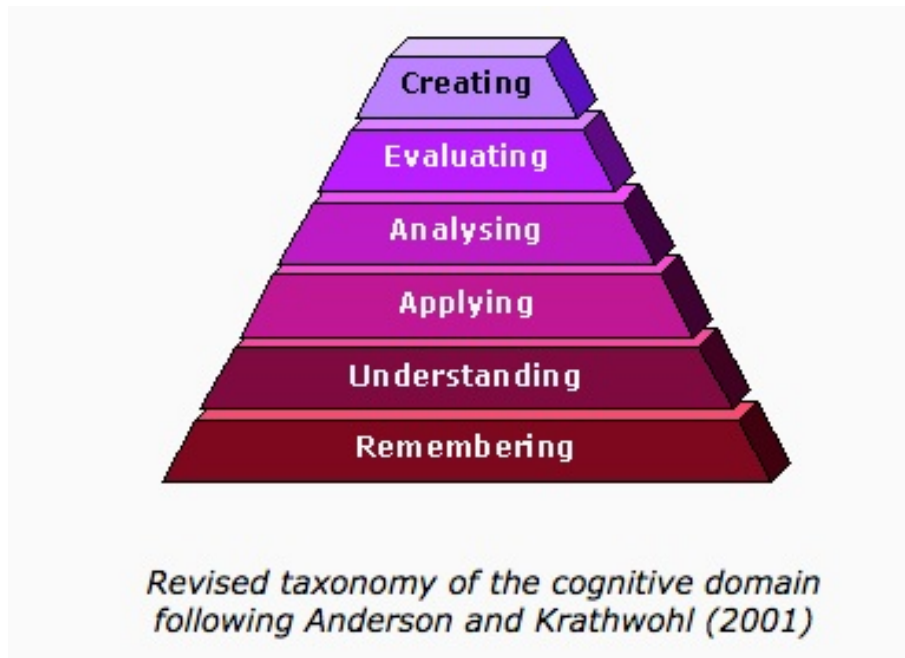 Creating
Evaluating
Analysing
Applying
Understanding
Remembering
Revised taxonomy of the cognitive domain
following Anderson and Krathwohl (2001)